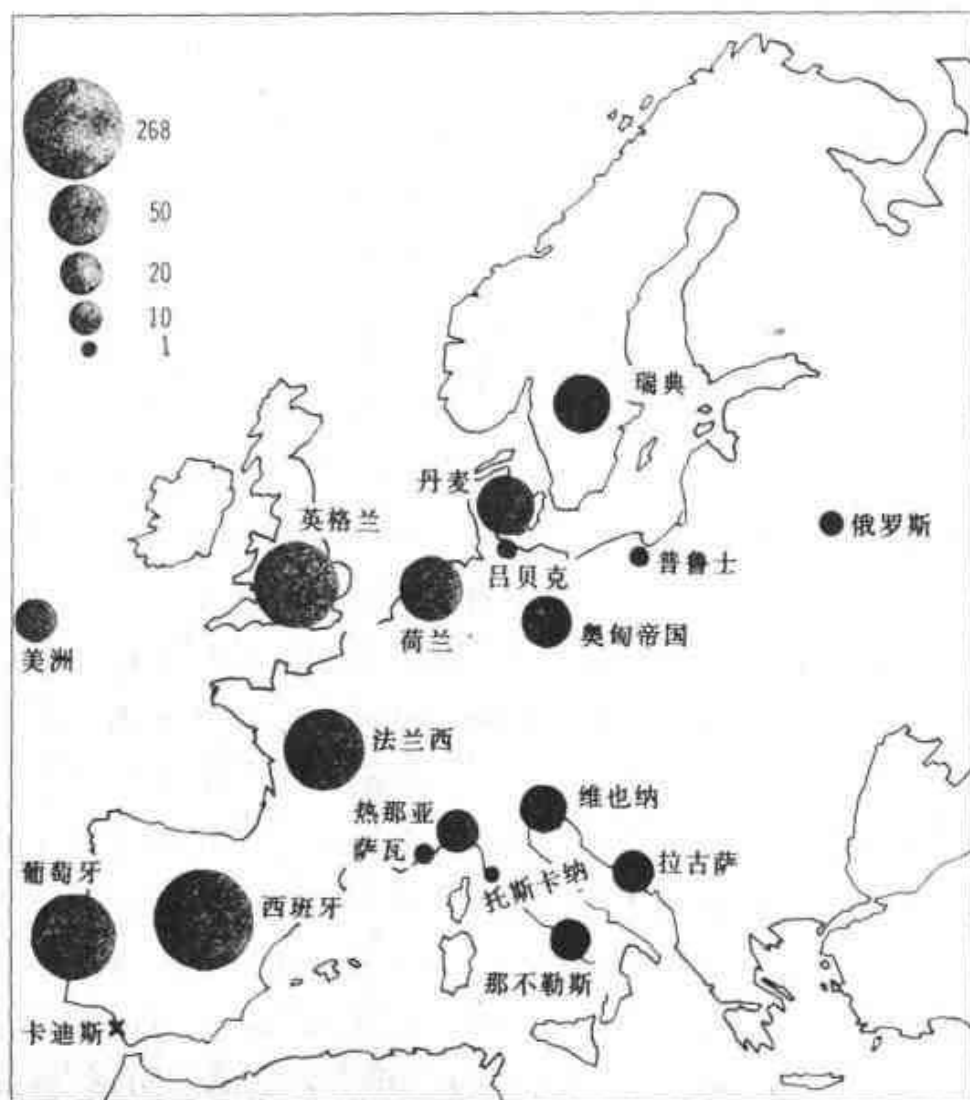 268
50
20
10
1
瑞典
丹麦
英格兰
俄罗斯
吕贝克
普鲁士
荷兰
奥匈帝国
美洲
法兰西
维也纳
热那亚
萨瓦
拉古萨
葡萄牙
托斯卡纳
西班牙
那不勒斯
卡迪斯